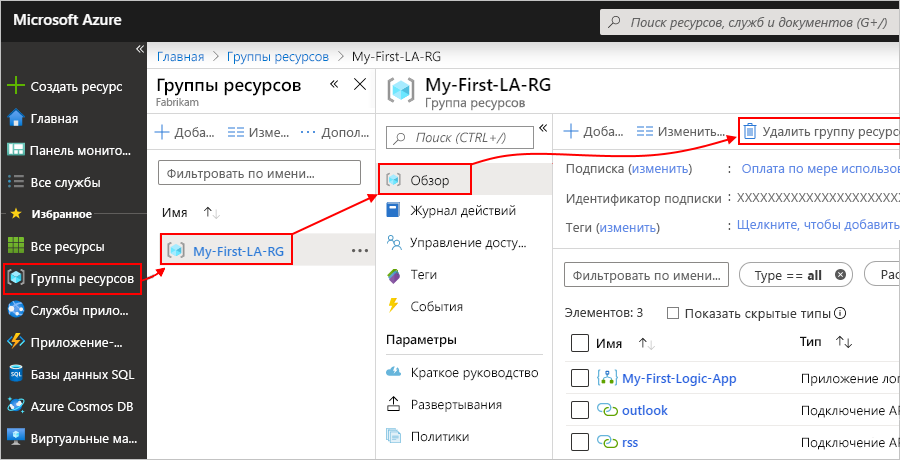 Microsoft Azure
Поиск ресурсов, служб и документов (G+/)
«
Создать ресурс
Главная
Панель монито...
Все службы
Избранное
Все ресурсы
Группы ресурсов
Службы прило...
Приложение-...
Базы данных SQL
Azure Cosmos DB
Виртуальные ма...
Главная > Группы ресурсов > My-First-LA-RG
Группы ресурсов «
Fabrikam
Доба... Изме... Допол...
Фильтровать по имени...
Имя
My-First-LA-RG
My-First-LA-RG
Группа ресурсов
Поиск (CTRL+/) «
Обзор
Журнал действий
Управление досту...
Теги
События
Параметры
Краткое руководство
Развертывания
Политики
Доба... Изменить... Удалить группу ресурс
Подписка (изменить) : Оплата по мере использов
Идентификатор подписки : XXXXXXXXXXXXXXXXXX
Теги (изменить) : Щелкните, чтобы добавить
Фильтровать по имени... Type == all Рас
Элементов: 3 Показать скрытые типы
Имя Тип
My-First-Logic-App Приложение лог
outlook Подключение AP
rss Подключение AP